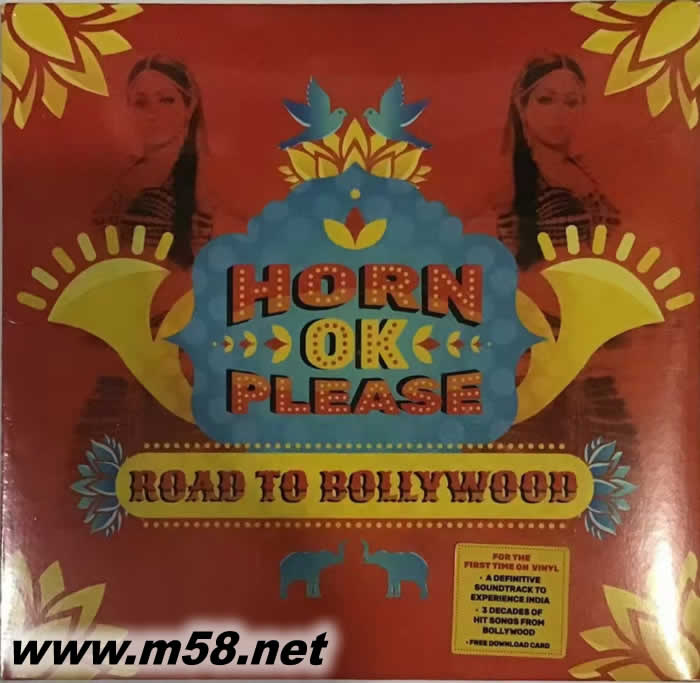 HORN
OK
PLEASE
ROAD TO BOLLYWOOD
FOR THE
FIRST TIME ON VINYL
• A DEFINITIVE
SOUNDTRACK TO
EXPERIENCE INDIA
• 3 DECADES OF
HIT SONGS FROM
BOLLYWOOD
• FREE DOWNLOAD CARD
www.m58.net